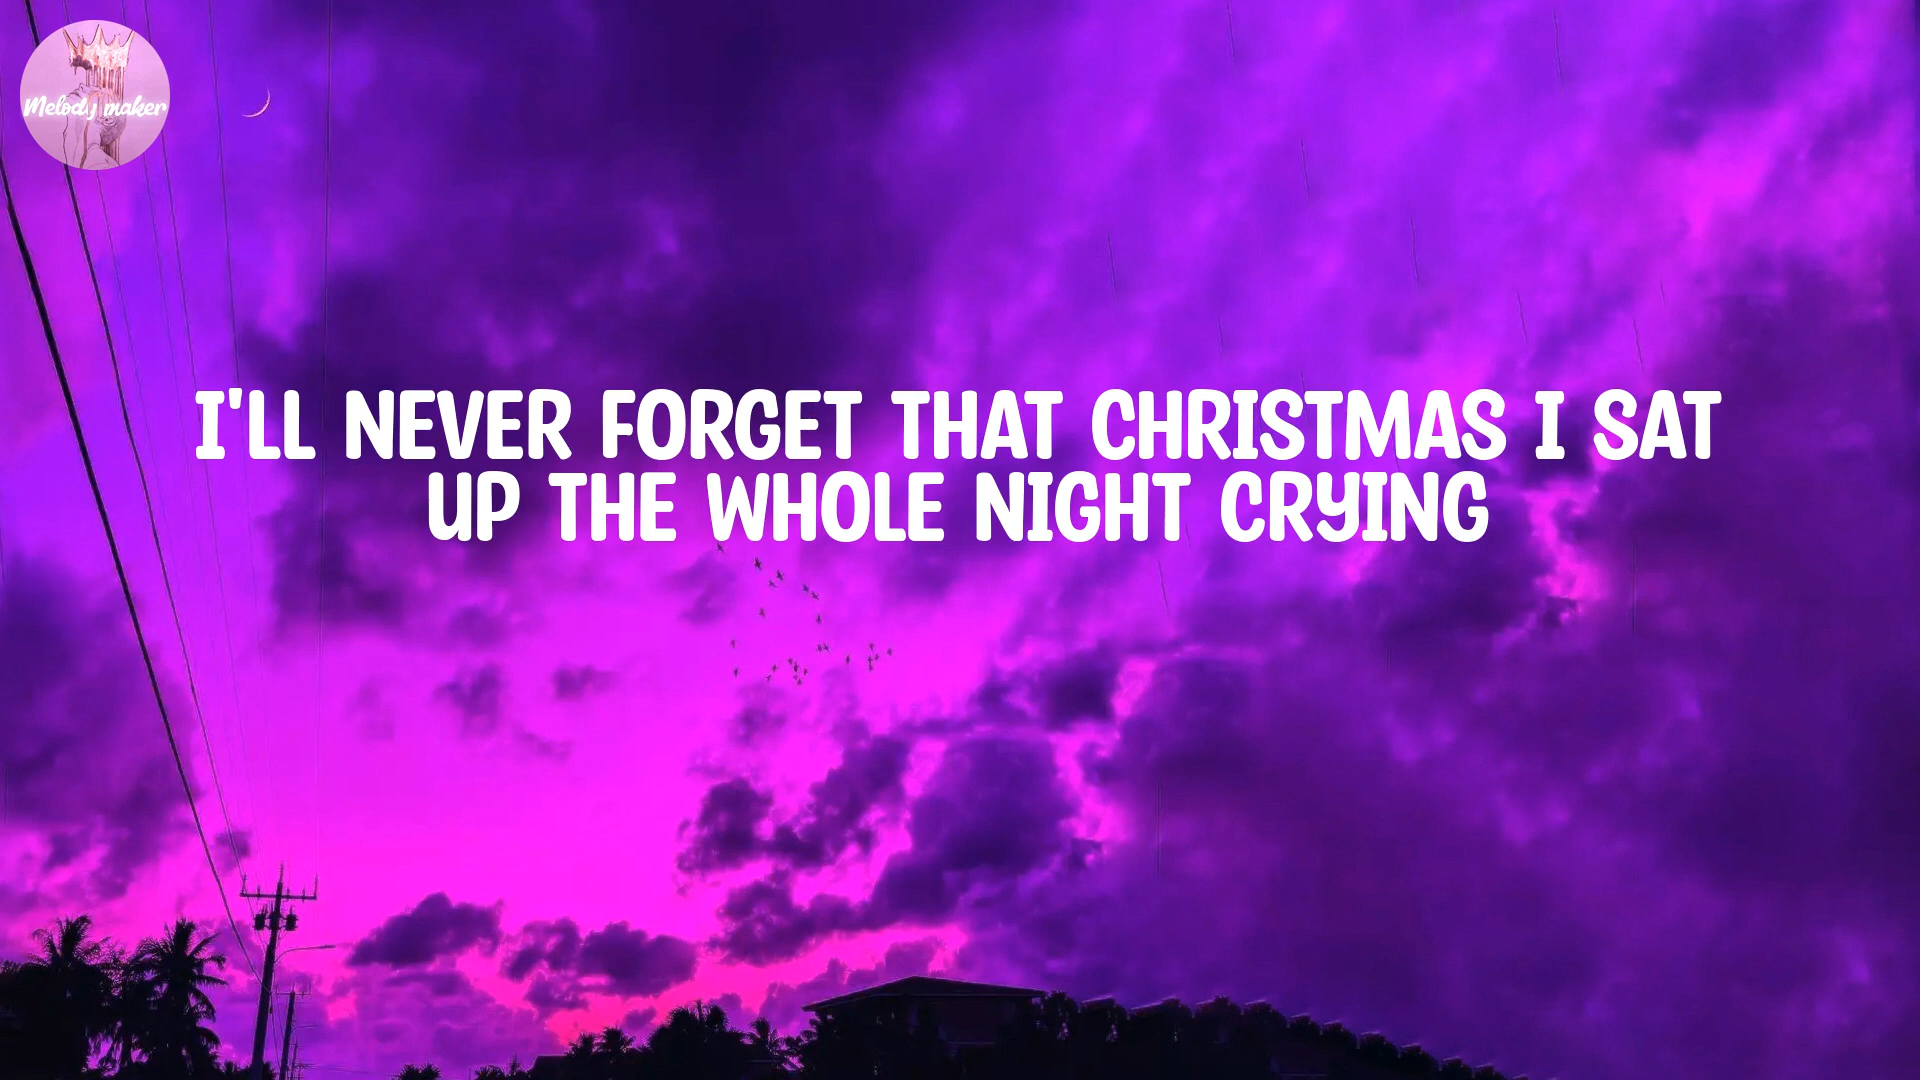 Melody maker
I'LL NEVER FORGET THAT CHRISTMAS I SAT
UP THE WHOLE NIGHT CRYING